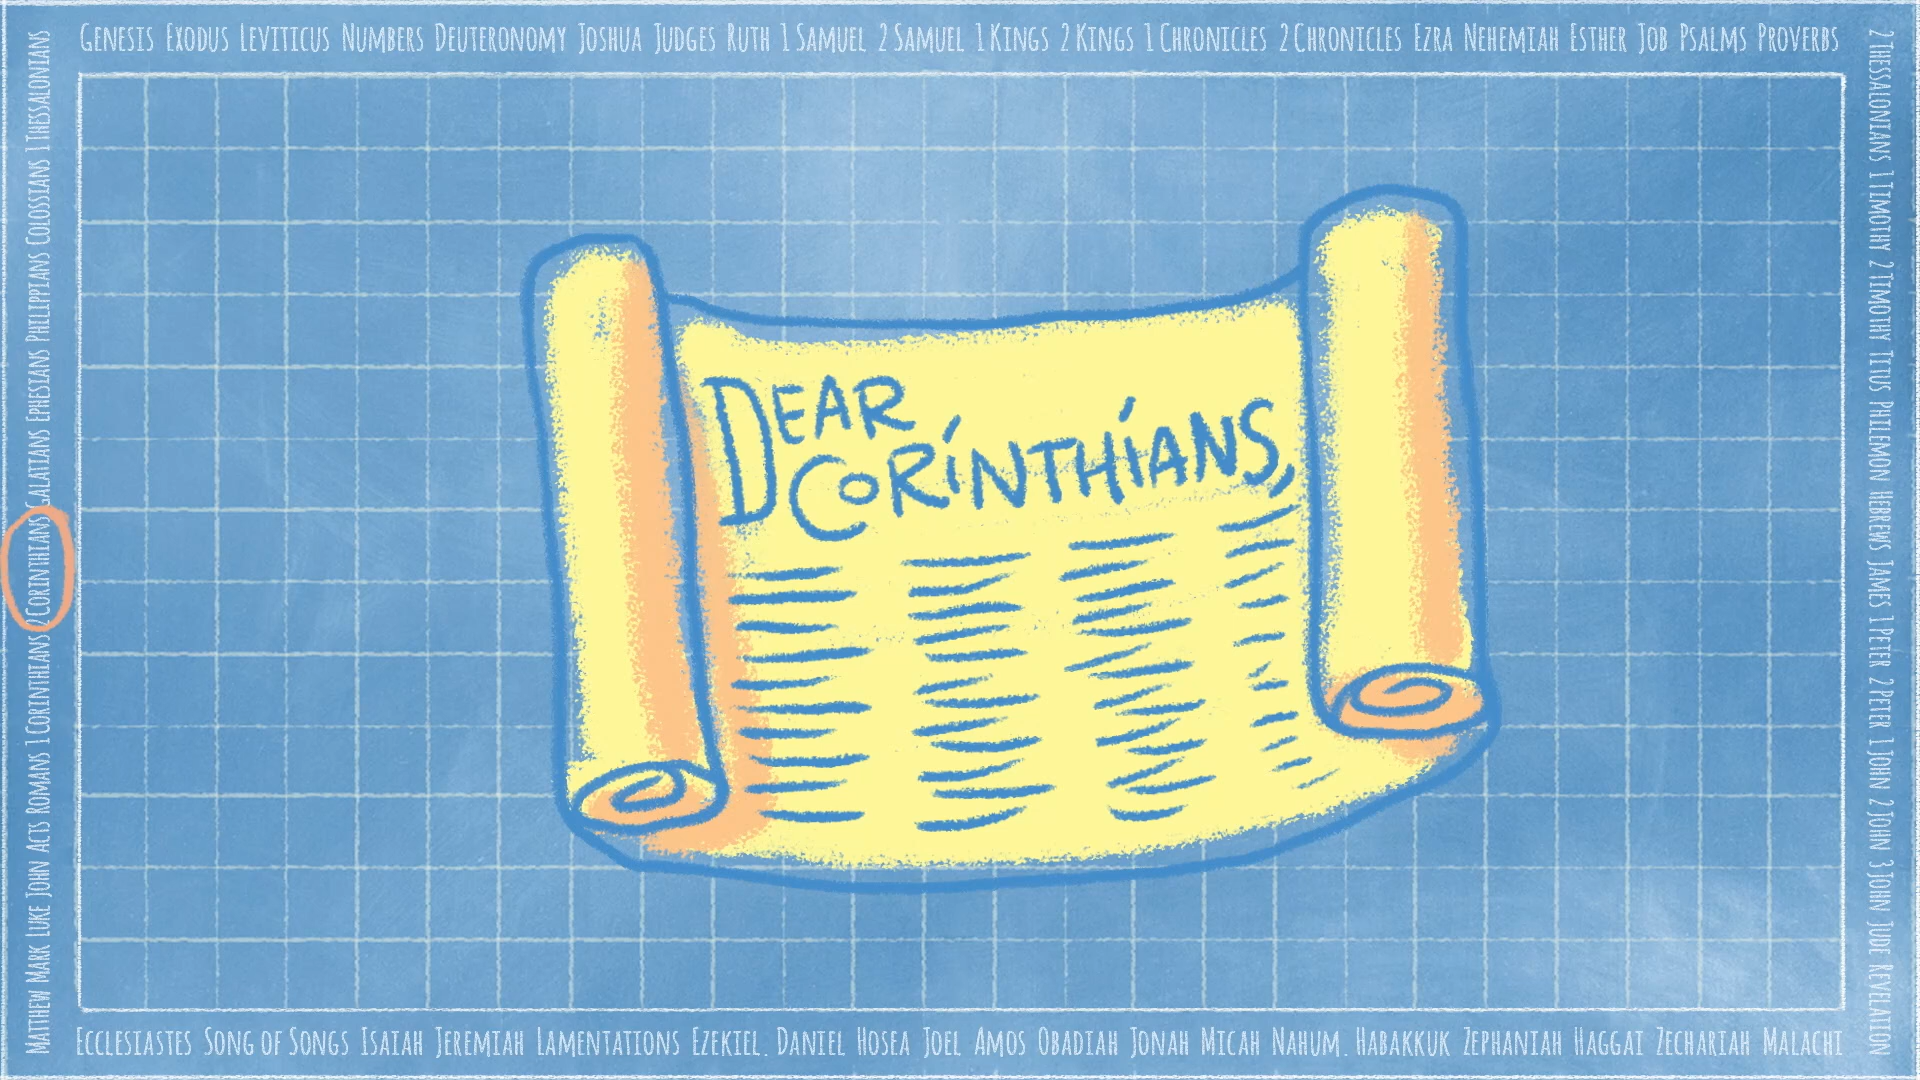 Genesis Exodus Leviticus Numbers Deuteronomy Joshua Judges Ruth 1 Samuel 2 Samuel 1 Kings 2 Kings 1 Chronicles 2 Chronicles Ezra Nehemiah Esther Job Psalms Proverbs
Dear
Corinthians,
Ecclesiastes Song of Songs Isaiah Jeremiah Lamentations Ezekiel. Daniel Hosea Joel Amos Obadiah Jonah Micah Nahum. Habakkuk Zephaniah Haggai Zechariah Malachi
Matthew Mark Luke John Acts Romans 1 Corinthians 2 Corinthians Galatians Ephesians Philippians Colossians 1 Thessalonians
2 Thessalonians 1 Timothy 2 Timothy Titus Philemon Hebrews James 1 Peter 2 Peter 1 John 2 John 3 John Jude Revelation